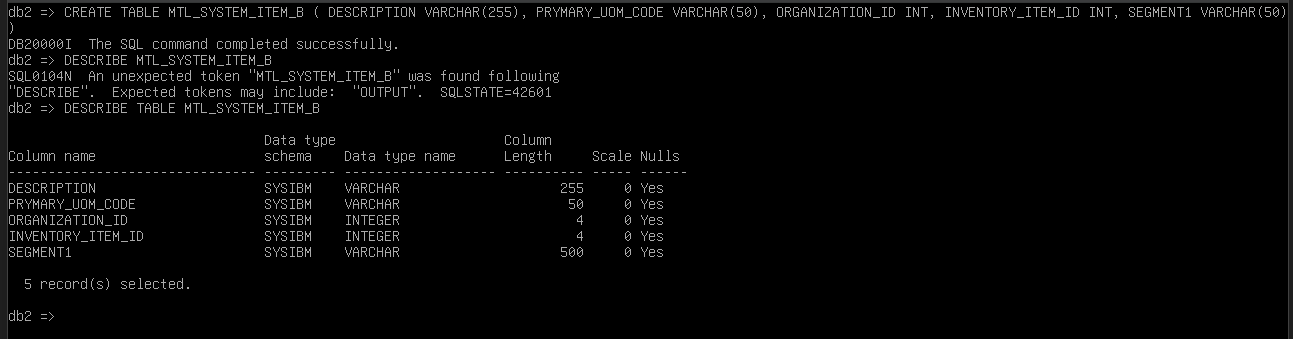 db2 => CREATE TABLE MTL_SYSTEM_ITEM_B ( DESCRIPTION VARCHAR(255), PRYMARY_UOM_CODE VARCHAR(50), ORGANIZATION_ID INT, INVENTORY_ITEM_ID INT, SEGMENT1 VARCHAR(50)
)
DB20000I  The SQL command completed successfully.
db2 => DESCRIBE MTL_SYSTEM_ITEM_B
SQL0104N  An unexpected token "MTL_SYSTEM_ITEM_B" was found following
"DESCRIBE".  Expected tokens may include:  "OUTPUT".  SQLSTATE=42601
db2 => DESCRIBE TABLE MTL_SYSTEM_ITEM_B
                                Data type                     Column
Column name                     schema    Data type name      Length     Scale Nulls
------------------------------- --------- ------------------- ---------- ----- ------
DESCRIPTION                     SYSIBM    VARCHAR                    255     0 Yes
PRYMARY_UOM_CODE                SYSIBM    VARCHAR                     50     0 Yes
ORGANIZATION_ID                 SYSIBM    INTEGER                      4     0 Yes
INVENTORY_ITEM_ID               SYSIBM    INTEGER                      4     0 Yes
SEGMENT1                        SYSIBM    VARCHAR                    500     0 Yes
  5 record(s) selected.
db2 =>